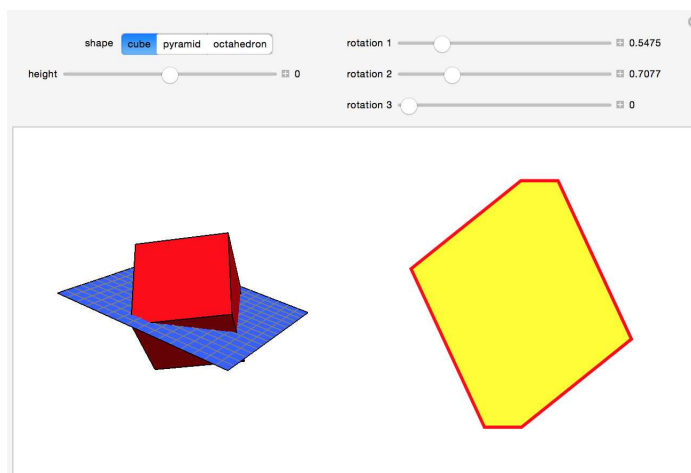 shape cube pyramid octahedron
height 0
rotation 1 0.5475
rotation 2 0.7077
rotation 3 0